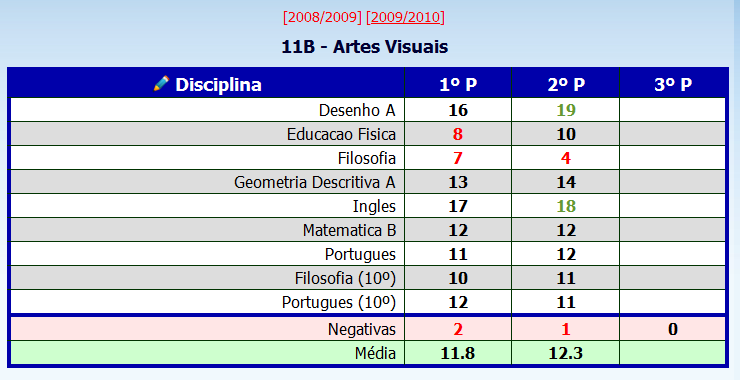 [2008/2009] [2009/2010]
11B - Artes Visuais
Disciplina 1º P 2º P 3º P
Desenho A 16 19
Educacao Fisica 8 10
Filosofia 7 4
Geometria Descritiva A 13 14
Ingles 17 18
Matematica B 12 12
Portugues 11 12
Filosofia (10º) 10 11
Portugues (10º) 12 11
Negativas 2 1 0
Média 11.8 12.3